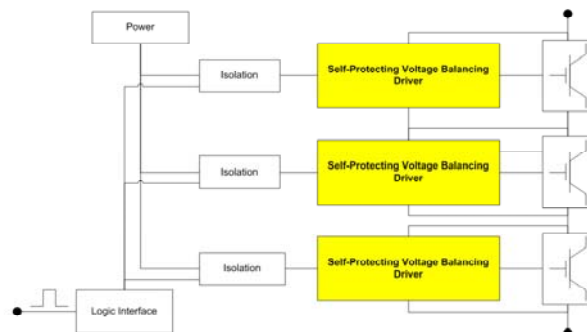 Power
Isolation
Self-Protecting Voltage Balancing
Driver
Isolation
Self-Protecting Voltage Balancing
Driver
Isolation
Self-Protecting Voltage Balancing
Driver
Logic Interface